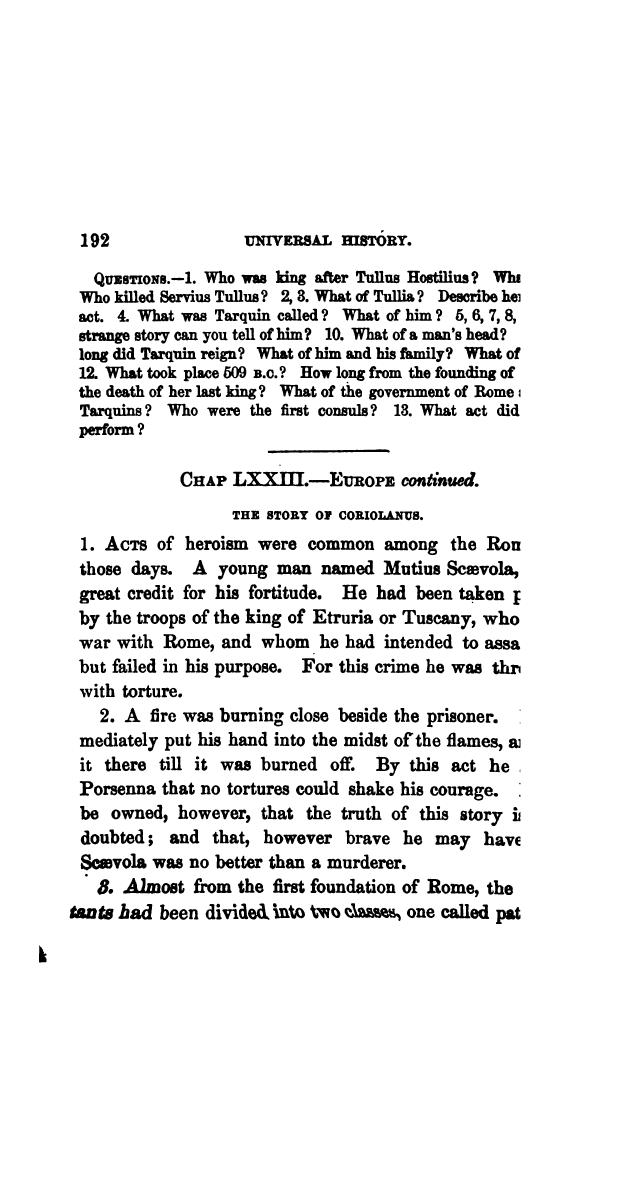 192 UNIVERSAL HISTORY.
QUESTIONS.—1. Who was king after Tullus Hostilius?
Who killed Servius Tullus? 2, 3. What of Tullia? Describe
act. 4. What was Tarquin called? What of him? 5, 6, 7, 8,
strange story can you tell of him? 10. What of a man's head?
long did Tarquin reign? What of him and his family? What of
12. What took place 509 B.C.? How long from the founding of
the death of her last king? What of the government of Rome
Tarquins? Who were the first consuls? 13. What act did
perform?
CHAP LXXIII.—EUROPE continued.
THE STORY OF CORIOLANUS.
1. ACTS of heroism were common among the
those days. A young man named Mutius Scævola,
great credit for his fortitude. He had been taken
by the troops of the king of Etruria or Tuscany, who
war with Rome, and whom he had intended to assa
but failed in his purpose. For this crime he was
with torture.
2. A fire was burning close beside the prisoner.
mediately put his hand into the midst of the flames,
it there till it was burned off. By this act he
Porsenna that no tortures could shake his courage.
be owned, however, that the truth of this story
doubted; and that, however brave he may have
Scævola was no better than a murderer.
3. Almost from the first foundation of Rome, the
tants had been divided into two classes, one called pat